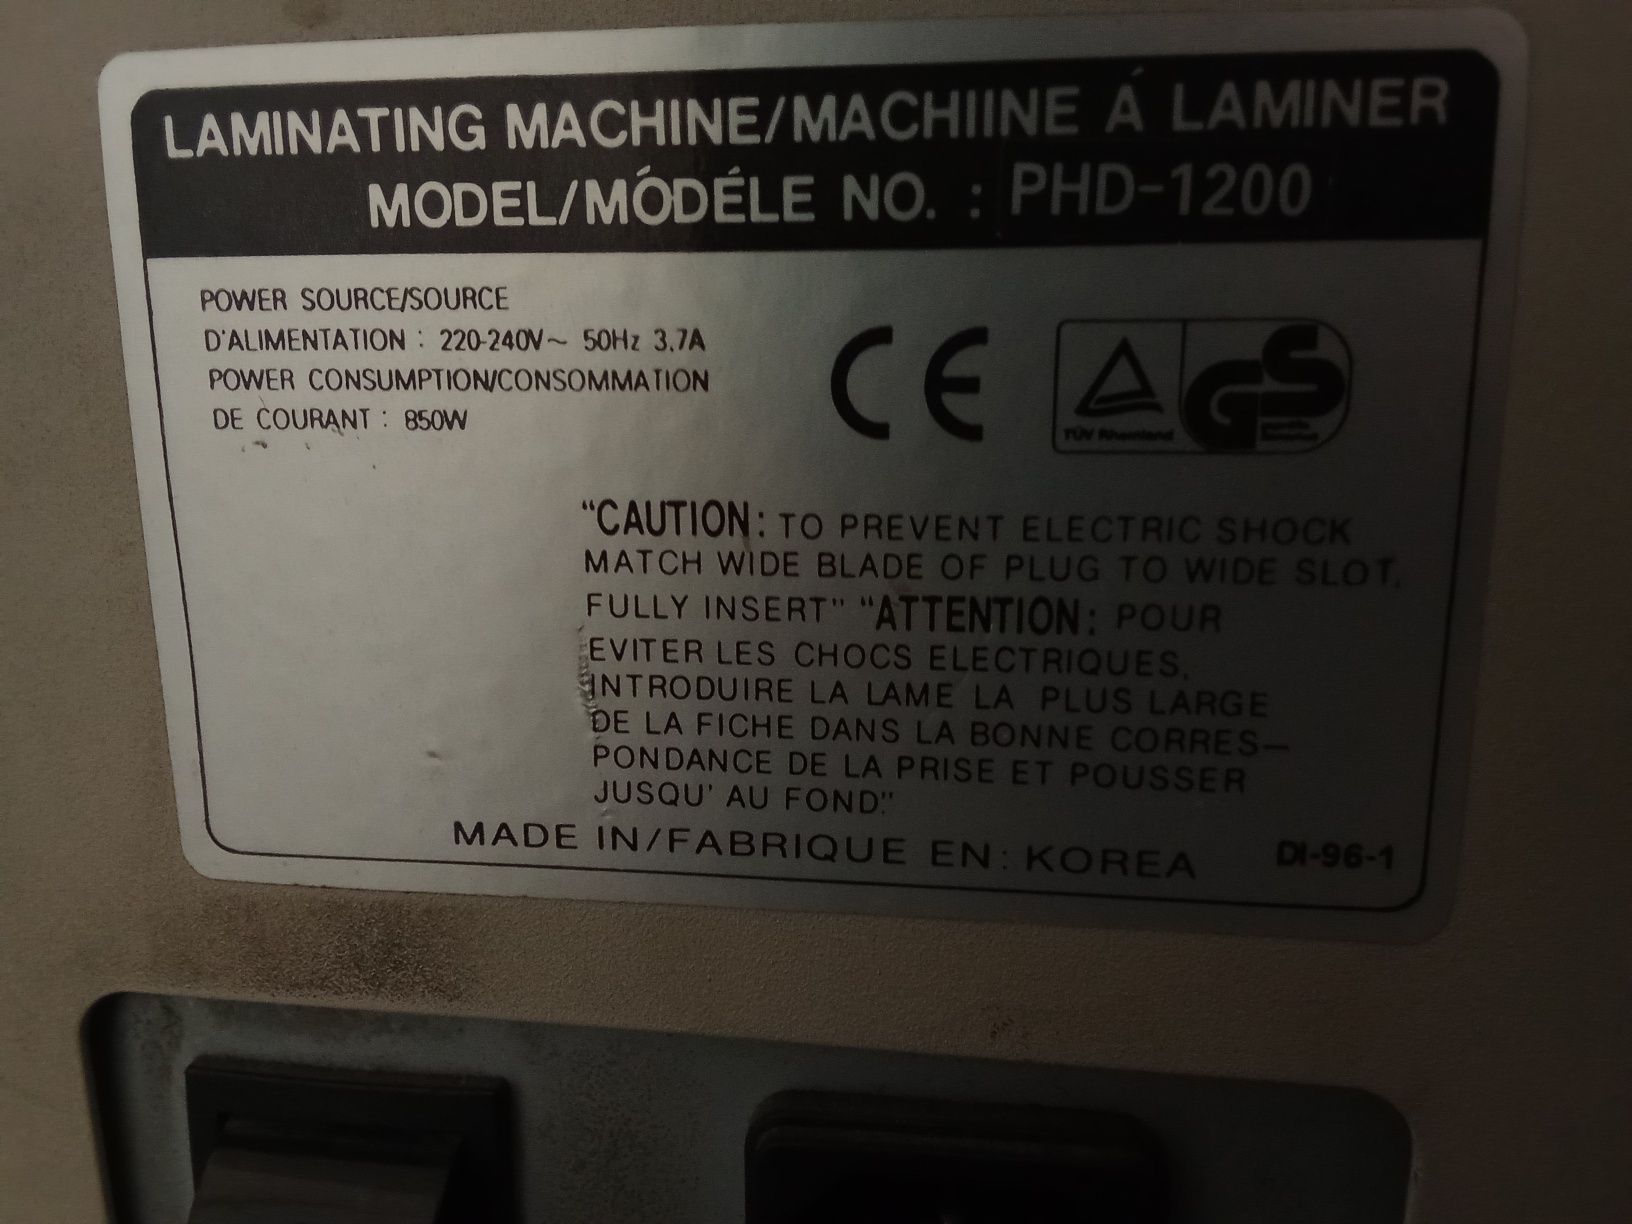 LAMINATING MACHINE/MACHIINE Á LAMINER
MODEL/MÓDÉLE NO. : PHD-1200
POWER SOURCE/SOURCE
D'ALIMENTATION : 220-240V~ 50Hz 3.7A
POWER CONSUMPTION/CONSOMMATION
DE COURANT : 850W
CE
TÜV Rheinland
GS
geprüfte
Sicherheit
"CAUTION: TO PREVENT ELECTRIC SHOCK
MATCH WIDE BLADE OF PLUG TO WIDE SLOT,
FULLY INSERT" "ATTENTION: POUR
EVITER LES CHOCS ELECTRIQUES,
INTRODUIRE LA LAME LA PLUS LARGE
DE LA FICHE DANS LA BONNE CORRES-
PONDANCE DE LA PRISE ET POUSSER
JUSQU' AU FOND."
MADE IN/FABRIQUE EN: KOREA
DI-96-1